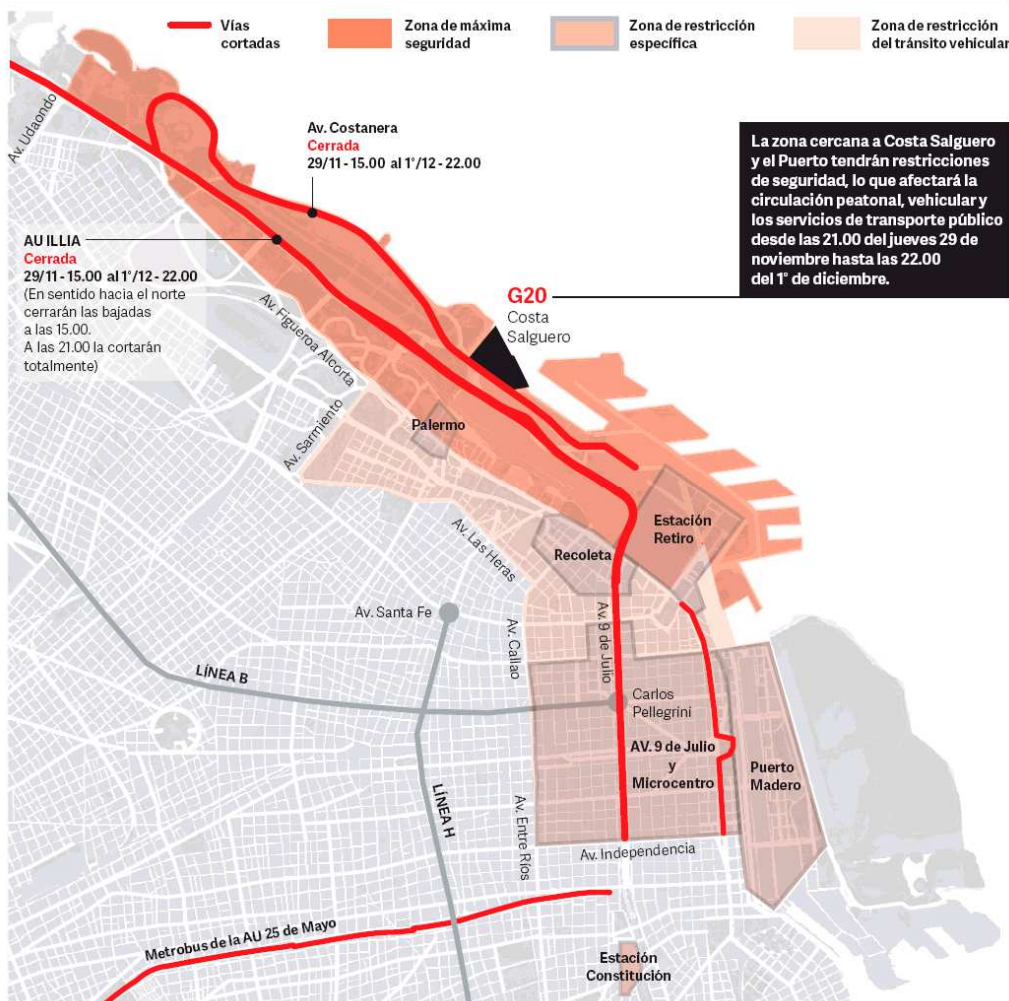 Vías
cortadas
Zona de máxima
seguridad
Zona de restricción
específica
Zona de restricción
del tránsito vehicular
Av. Udaondo
Av. Costanera
Cerrada
29/11 - 15.00 al 1°/12 - 22.00
La zona cercana a Costa Salguero
y el Puerto tendrán restricciones
de seguridad, lo que afectará la
circulación peatonal, vehicular y
los servicios de transporte público
desde las 21.00 del jueves 29 de
noviembre hasta las 22.00
del 1° de diciembre.
AU ILLIA
Cerrada
29/11 - 15.00 al 1°/12 - 22.00
(En sentido hacia el norte
cerrarán las bajadas
a las 15.00.
A las 21.00 la cortarán
totalmente)
G20
Costa
Salguero
Av. Figueroa Alcorta
Av. Sarmiento
Palermo
Av. Las Heras
Recoleta
Estación
Retiro
Av. Santa Fe
Av. Callao
Av. 9 de Julio
LÍNEA B
Carlos
Pellegrini
AV. 9 de Julio
y
Microcentro
Puerto
Madero
LÍNEA H
Av. Entre Ríos
Av. Independencia
Metrobus de la AU 25 de Mayo
Estación
Constitución